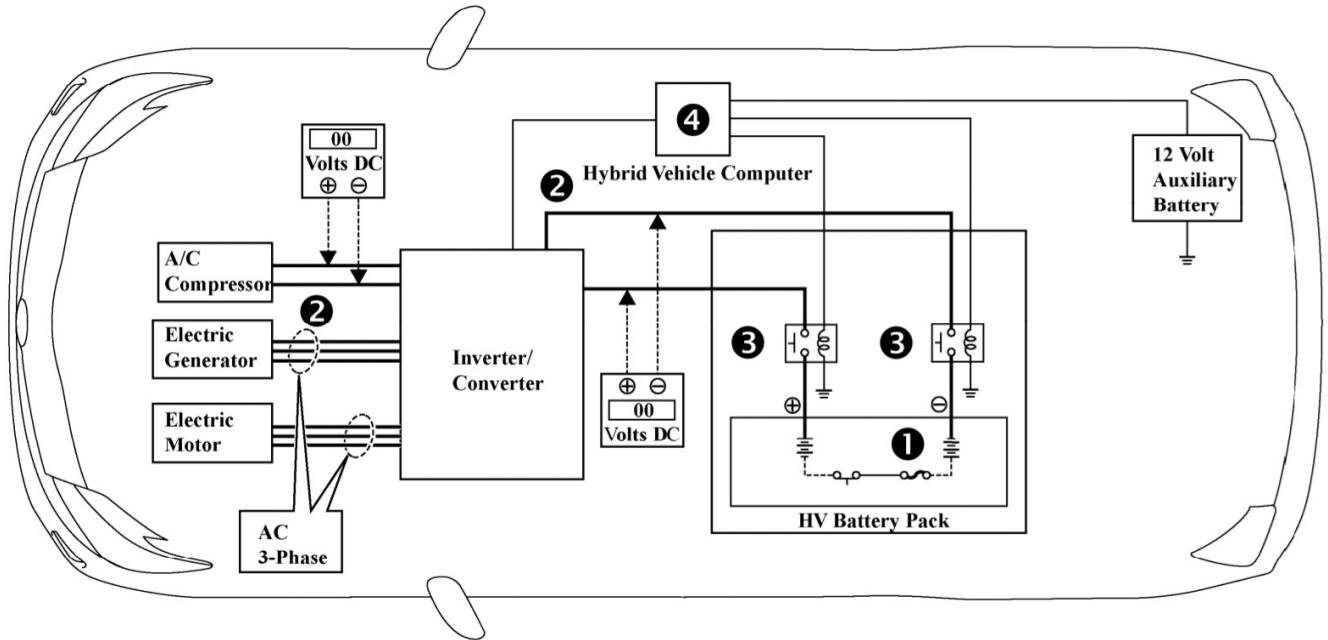 00
Volts DC
⊕ ⊖
A/C
Compressor
❷
Electric
Generator
Electric
Motor
AC
3-Phase
Inverter/
Converter
❷
❹
Hybrid Vehicle Computer
12 Volt
Auxiliary
Battery
⊕ ⊖
00
Volts DC
❸
❸
⊕
⊖
❶
HV Battery Pack